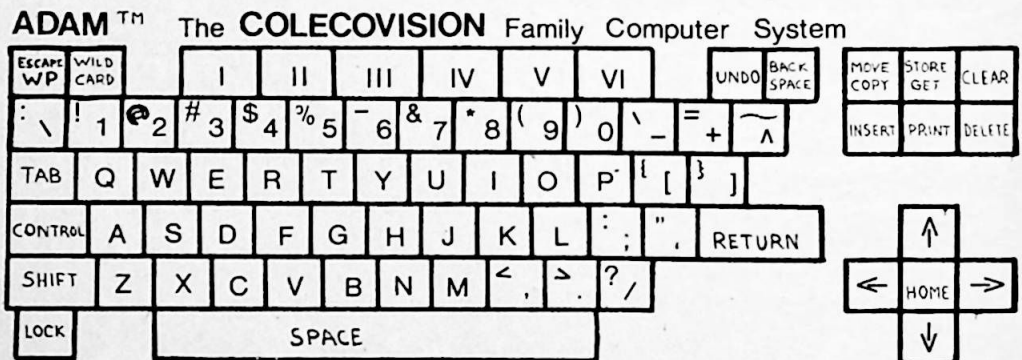 ADAM™ The COLECOVISION Family Computer System
ESCAPE WP WILD CARD I II III IV V VI UNDO BACK SPACE MOVE COPY STORE GET CLEAR
: \ ! 1 @ 2 # 3 $ 4 % 5 - 6 & 7 * 8 ( 9 ) 0 \ - = + ~ ^ INSERT PRINT DELETE
TAB Q W E R T Y U I O P { [ } ]
CONTROL A S D F G H J K L : ; " , RETURN ↑
SHIFT Z X C V B N M < , > . ? / ← HOME →
LOCK SPACE ↓